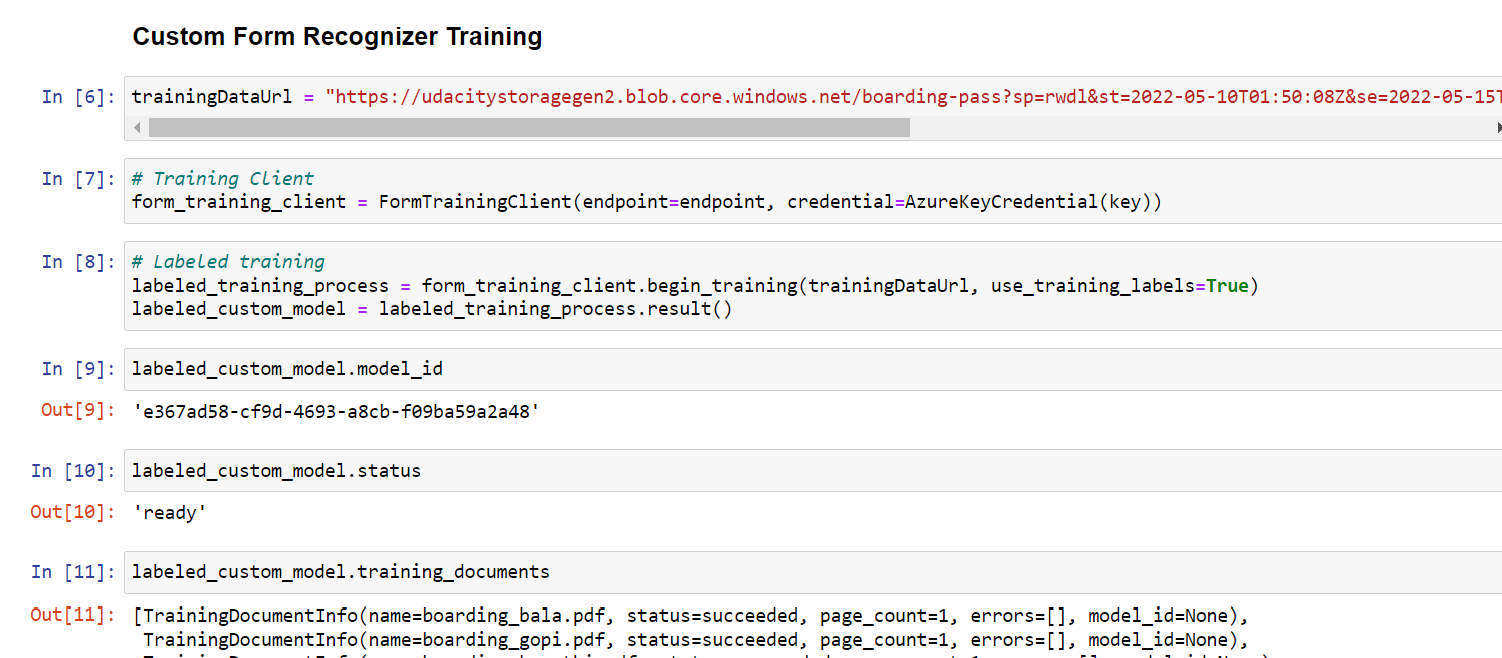 Custom Form Recognizer Training
In [6]: trainingDataUrl = "https://udacitystoragegen2.blob.core.windows.net/boarding-pass?sp=rwdl&st=2022-05-10T01:50:08Z&se=2022-05-15T
In [7]: # Training Client
form_training_client = FormTrainingClient(endpoint=endpoint, credential=AzureKeyCredential(key))
In [8]: # Labeled training
labeled_training_process = form_training_client.begin_training(trainingDataUrl, use_training_labels=True)
labeled_custom_model = labeled_training_process.result()
In [9]: labeled_custom_model.model_id
Out[9]: 'e367ad58-cf9d-4693-a8cb-f09ba59a2a48'
In [10]: labeled_custom_model.status
Out[10]: 'ready'
In [11]: labeled_custom_model.training_documents
Out[11]: [TrainingDocumentInfo(name=boarding_bala.pdf, status=succeeded, page_count=1, errors=[], model_id=None),
TrainingDocumentInfo(name=boarding_gopi.pdf, status=succeeded, page_count=1, errors=[], model_id=None),